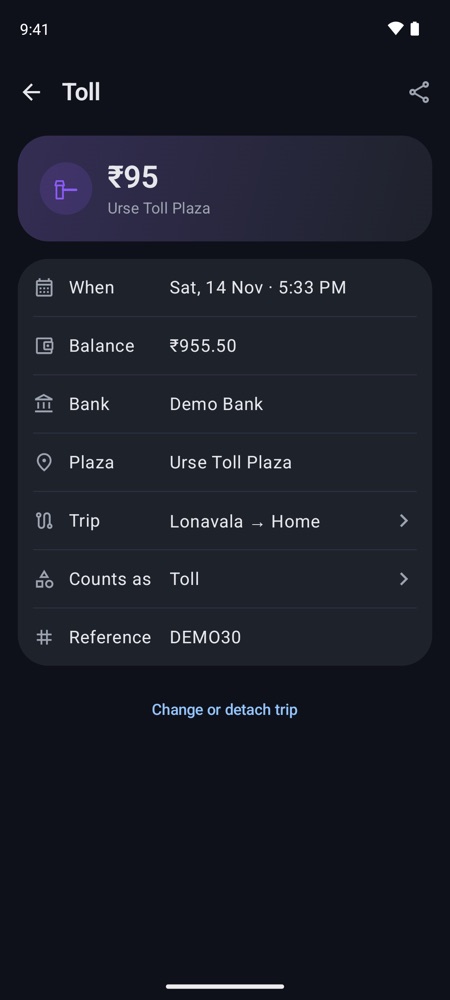 9:41
Toll
₹95
Urse Toll Plaza
When Sat, 14 Nov · 5:33 PM
Balance ₹955.50
Bank Demo Bank
Plaza Urse Toll Plaza
Trip Lonavala → Home
Counts as Toll
Reference DEMO30
Change or detach trip